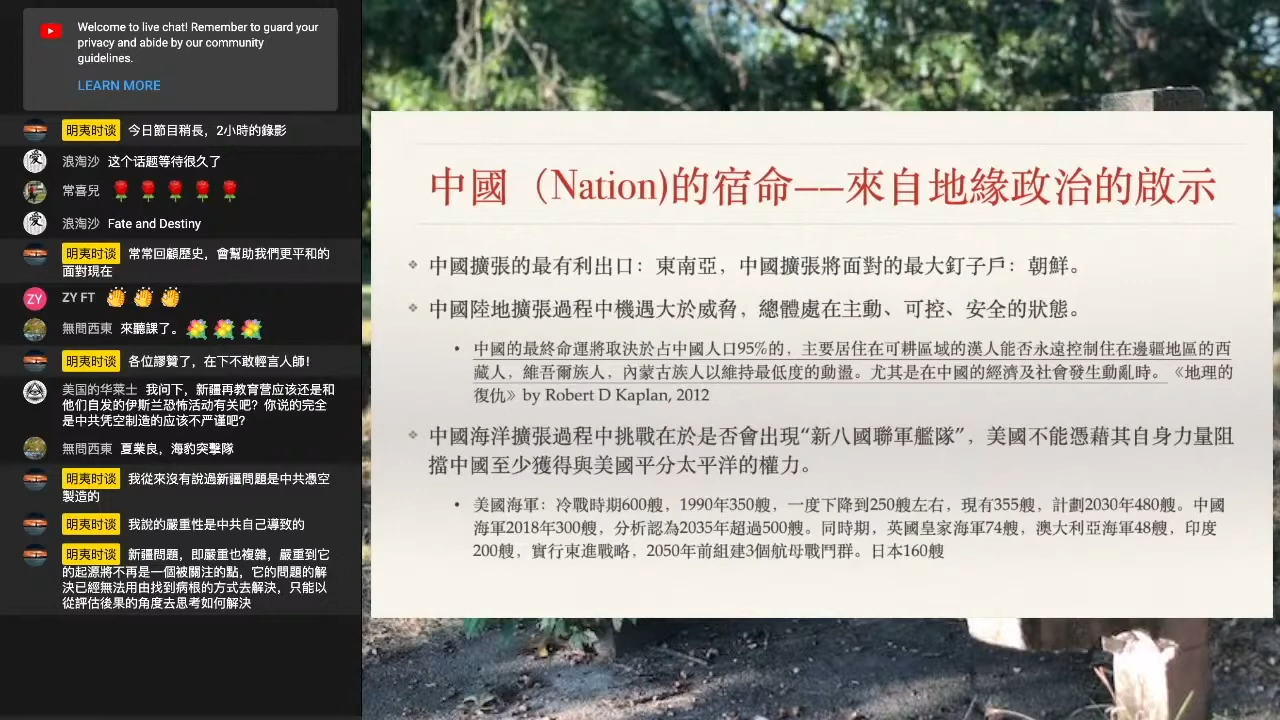 Welcome to live chat! Remember to guard your
privacy and abide by our community
guidelines.
LEARN MORE
明夷时谈 今日節目稍長，2小時的錄影
浪淘沙 这个话题等待很久了
常喜兒
浪淘沙 Fate and Destiny
明夷时谈 常常回顧歷史，會幫助我們更平和的
面對現在
ZY ZY FT
無問西東 來聽課了。
明夷时谈 各位謬贊了，在下不敢輕言人師！
美国的华莱士 我问下，新疆再教育营应该还是和
他们自发的伊斯兰恐怖活动有关吧？你说的完全
是中共凭空制造的应该不严谨吧？
無問西東 夏業良，海豹突擊隊
明夷时谈 我從來沒有說過新疆問題是中共憑空
製造的
明夷时谈 我說的嚴重性是中共自己導致的
明夷时谈 新疆問題，即嚴重也複雜，嚴重到它
的起源將不再是一個被關注的點，它的問題的解
決已經無法用由找到病根的方式去解決，只能以
從評估後果的角度去思考如何解決
中國（Nation)的宿命——來自地緣政治的啟示
中國擴張的最有利出口：東南亞，中國擴張將面對的最大釘子戶：朝鮮。
中國陸地擴張過程中機遇大於威脅，總體處在主動、可控、安全的狀態。
中國的最終命運將取決於占中國人口95%的，主要居住在可耕區域的漢人能否永遠控制住在邊疆地區的西
藏人，維吾爾族人，內蒙古族人以維持最低度的動盪。尤其是在中國的經濟及社會發生動亂時。《地理的
復仇》by Robert D Kaplan, 2012
中國海洋擴張過程中挑戰在於是否會出現“新八國聯軍艦隊”，美國不能憑藉其自身力量阻
擋中國至少獲得與美國平分太平洋的權力。
美國海軍：冷戰時期600艘，1990年350艘，一度下降到250艘左右，現有355艘，計劃2030年480艘。中國
海軍2018年300艘，分析認為2035年超過500艘。同時期，英國皇家海軍74艘，澳大利亞海軍48艘，印度
200艘，實行東進戰略，2050年前組建3個航母戰鬥群。日本160艘